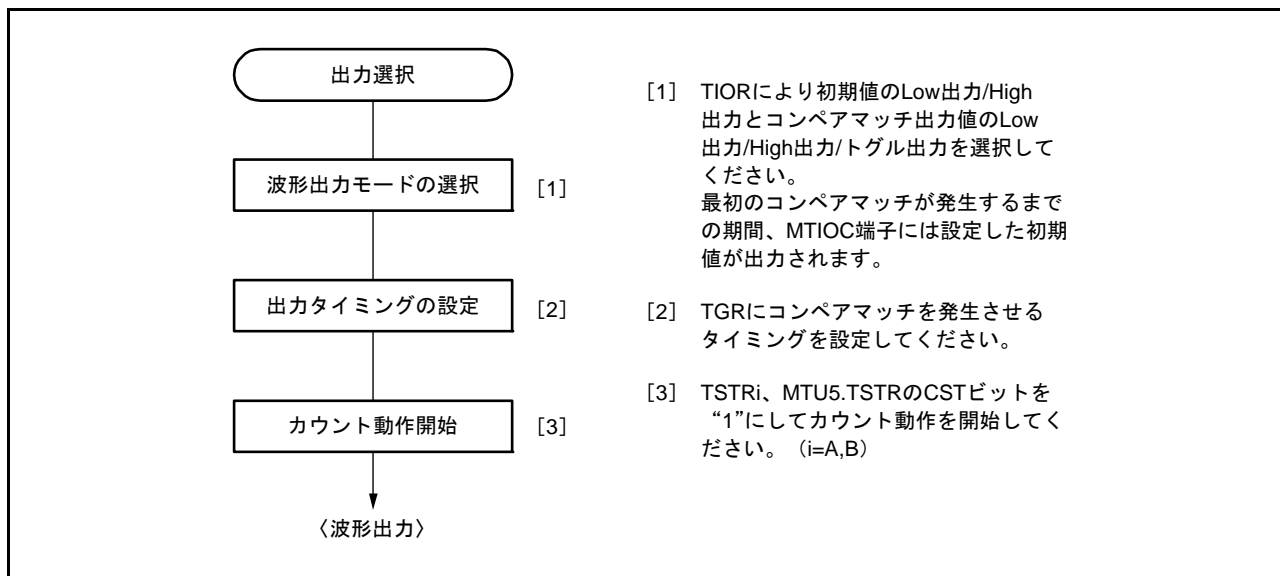 出力選択
波形出力モードの選択 [1]
出力タイミングの設定 [2]
カウント動作開始 [3]
〈波形出力〉
[1] TIORにより初期値のLow出力/High
出力とコンペアマッチ出力値のLow
出力/High出力/トグル出力を選択して
ください。
最初のコンペアマッチが発生するまで
の期間、MTIOC端子には設定した初期
値が出力されます。
[2] TGRにコンペアマッチを発生させる
タイミングを設定してください。
[3] TSTRi、MTU5.TSTRのCSTビットを
“1”にしてカウント動作を開始してく
ださい。（i=A,B）